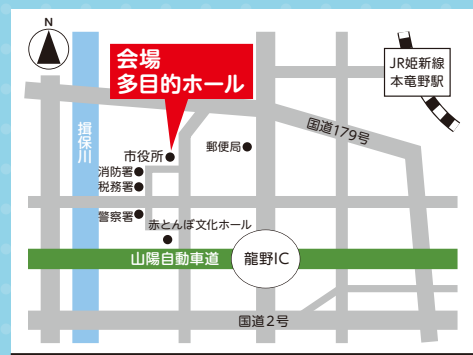 N
会場
多目的ホール
JR姫新線
本竜野駅
国道179号
揖保川
郵便局
市役所
消防署
税務署
警察署
赤とんぼ文化ホール
山陽自動車道
龍野IC
国道2号